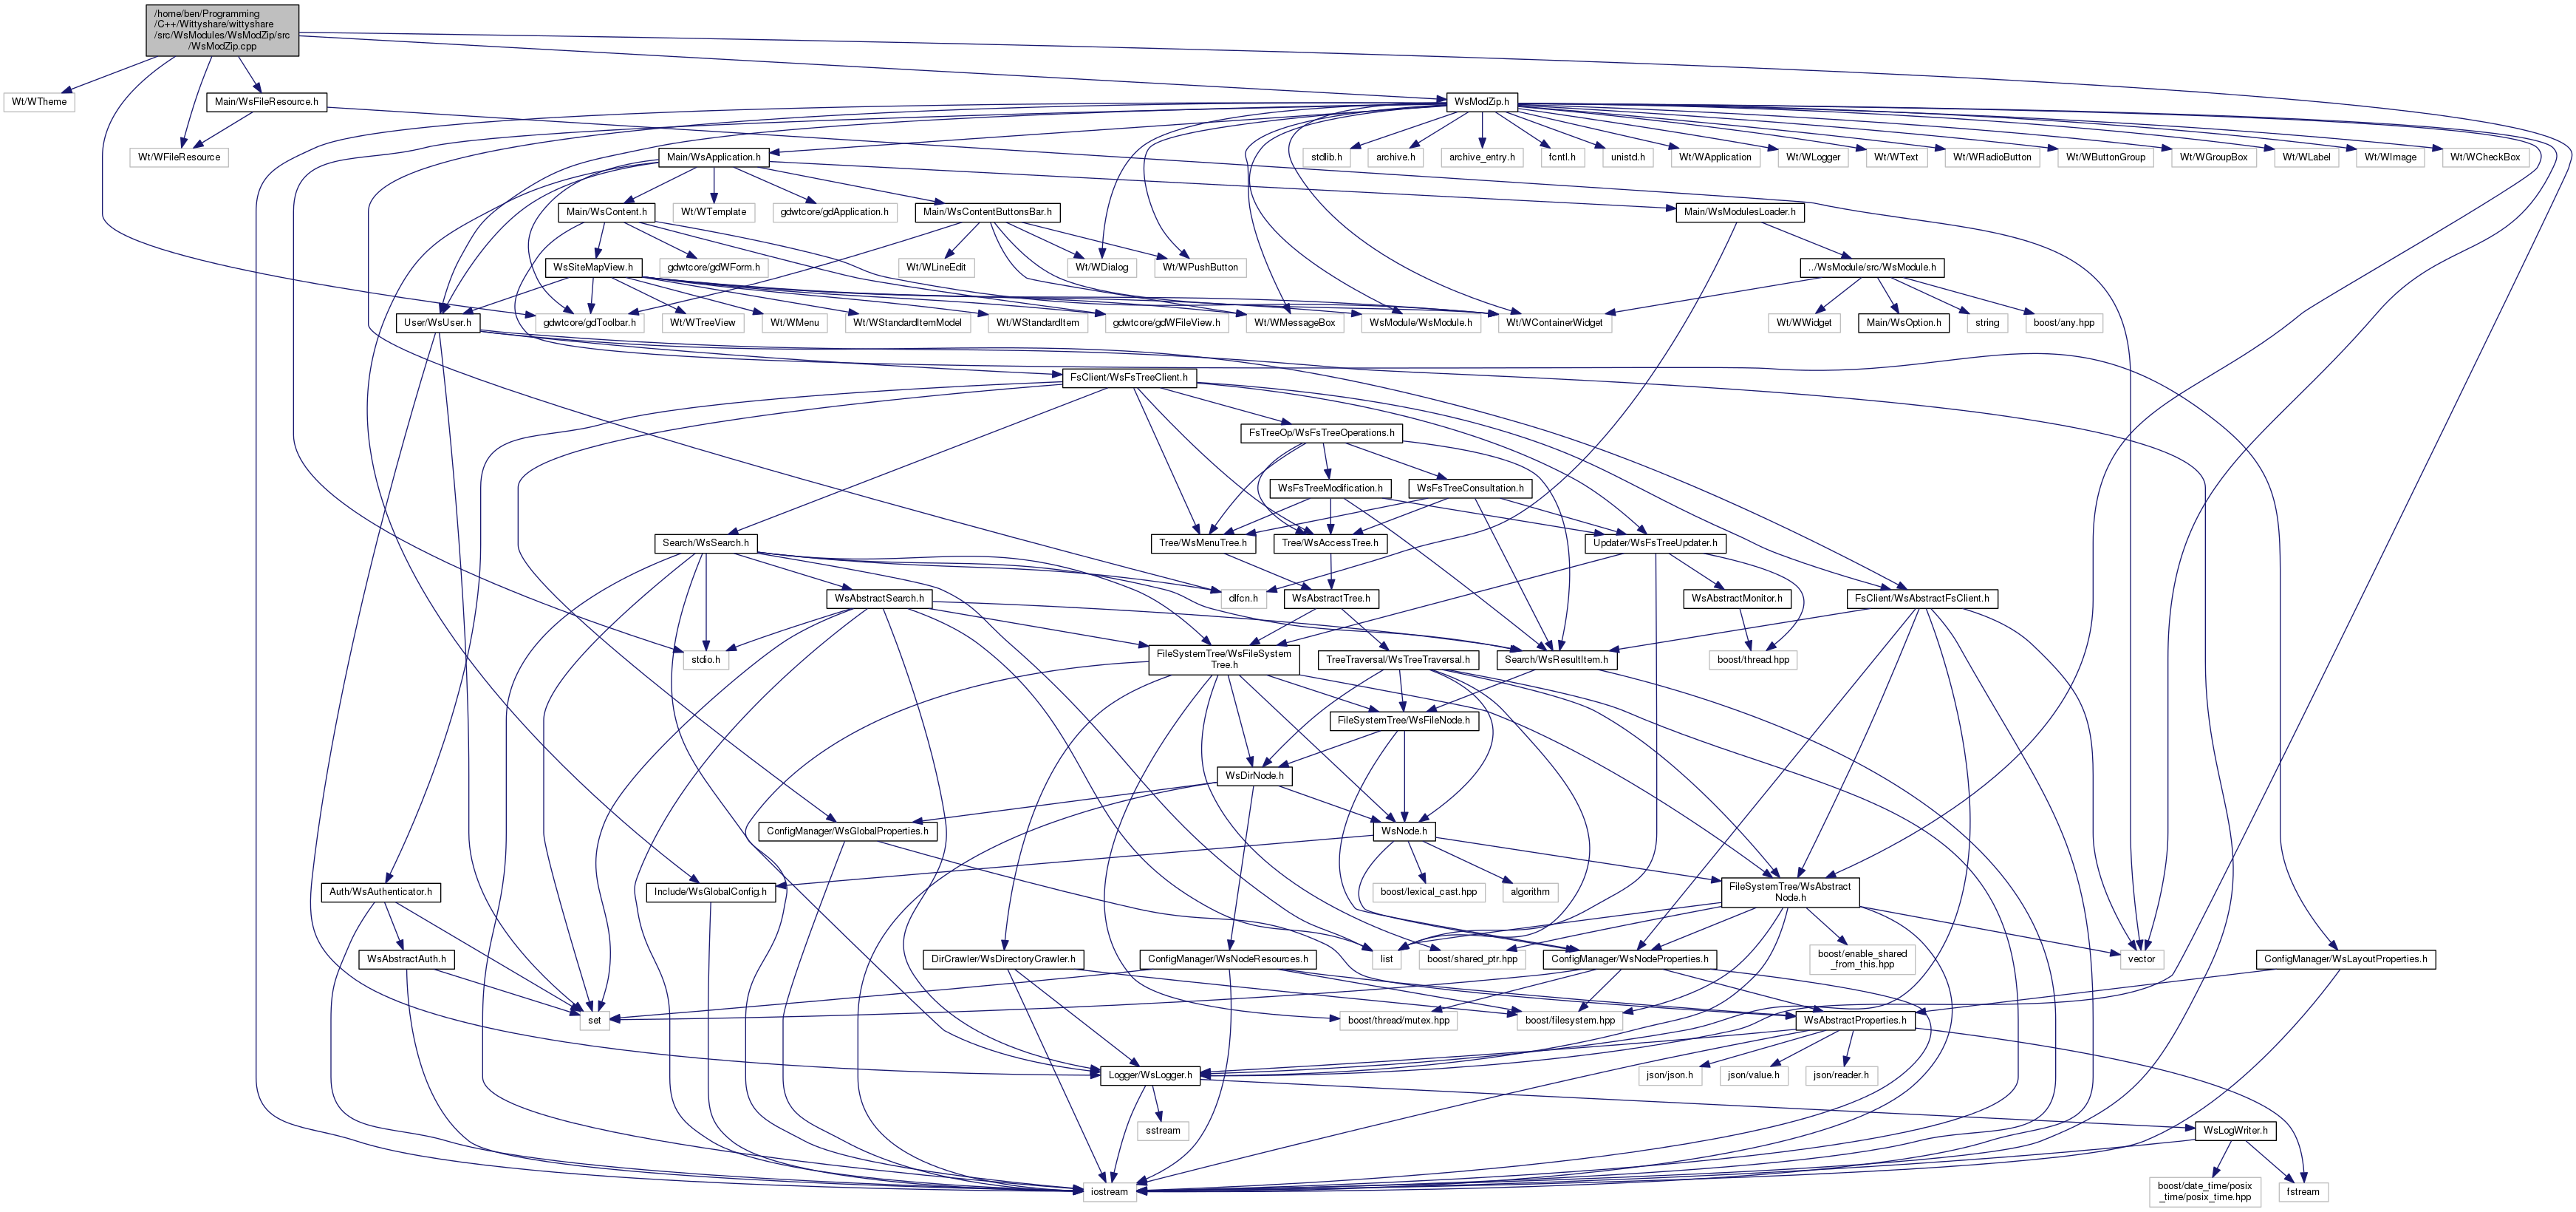 /home/ben/Programming
/C++/Wittyshare/wittyshare
/src/WsModules/WsModZip/src
/WsModZip.cpp
Wt/WTheme
Main/WsFileResource.h
WsModZip.h
Wt/WFileResource
Main/WsApplication.h
stdlib.h
archive.h
archive_entry.h
fcntl.h
unistd.h
Wt/WApplication
Wt/WLogger
Wt/WText
Wt/WRadioButton
Wt/WButtonGroup
Wt/WGroupBox
Wt/WLabel
Wt/WImage
Wt/WCheckBox
Main/WsContent.h
Wt/WTemplate
gdwtcore/gdApplication.h
Main/WsContentButtonsBar.h
Main/WsModulesLoader.h
WsSiteMapView.h
gdwtcore/gdWForm.h
Wt/WLineEdit
Wt/WDialog
Wt/WPushButton
../WsModule/src/WsModule.h
User/WsUser.h
gdwtcore/gdToolbar.h
Wt/WTreeView
Wt/WMenu
Wt/WStandardItemModel
Wt/WStandardItem
gdwtcore/gdWFileView.h
Wt/WMessageBox
WsModule/WsModule.h
Wt/WContainerWidget
Wt/WWidget
Main/WsOption.h
string
boost/any.hpp
FsClient/WsFsTreeClient.h
FsTreeOp/WsFsTreeOperations.h
WsFsTreeModification.h
WsFsTreeConsultation.h
Search/WsSearch.h
Tree/WsMenuTree.h
Tree/WsAccessTree.h
Updater/WsFsTreeUpdater.h
WsAbstractSearch.h
dlfcn.h
WsAbstractTree.h
WsAbstractMonitor.h
FsClient/WsAbstractFsClient.h
stdio.h
FileSystemTree/WsFileSystem
Tree.h
TreeTraversal/WsTreeTraversal.h
Search/WsResultItem.h
boost/thread.hpp
FileSystemTree/WsFileNode.h
WsDirNode.h
ConfigManager/WsGlobalProperties.h
WsNode.h
Auth/WsAuthenticator.h
Include/WsGlobalConfig.h
boost/lexical_cast.hpp
algorithm
FileSystemTree/WsAbstract
Node.h
WsAbstractAuth.h
DirCrawler/WsDirectoryCrawler.h
ConfigManager/WsNodeResources.h
list
boost/shared_ptr.hpp
ConfigManager/WsNodeProperties.h
boost/enable_shared
_from_this.hpp
vector
ConfigManager/WsLayoutProperties.h
set
boost/thread/mutex.hpp
boost/filesystem.hpp
WsAbstractProperties.h
Logger/WsLogger.h
json/json.h
json/value.h
json/reader.h
sstream
WsLogWriter.h
iostream
boost/date_time/posix
_time/posix_time.hpp
fstream